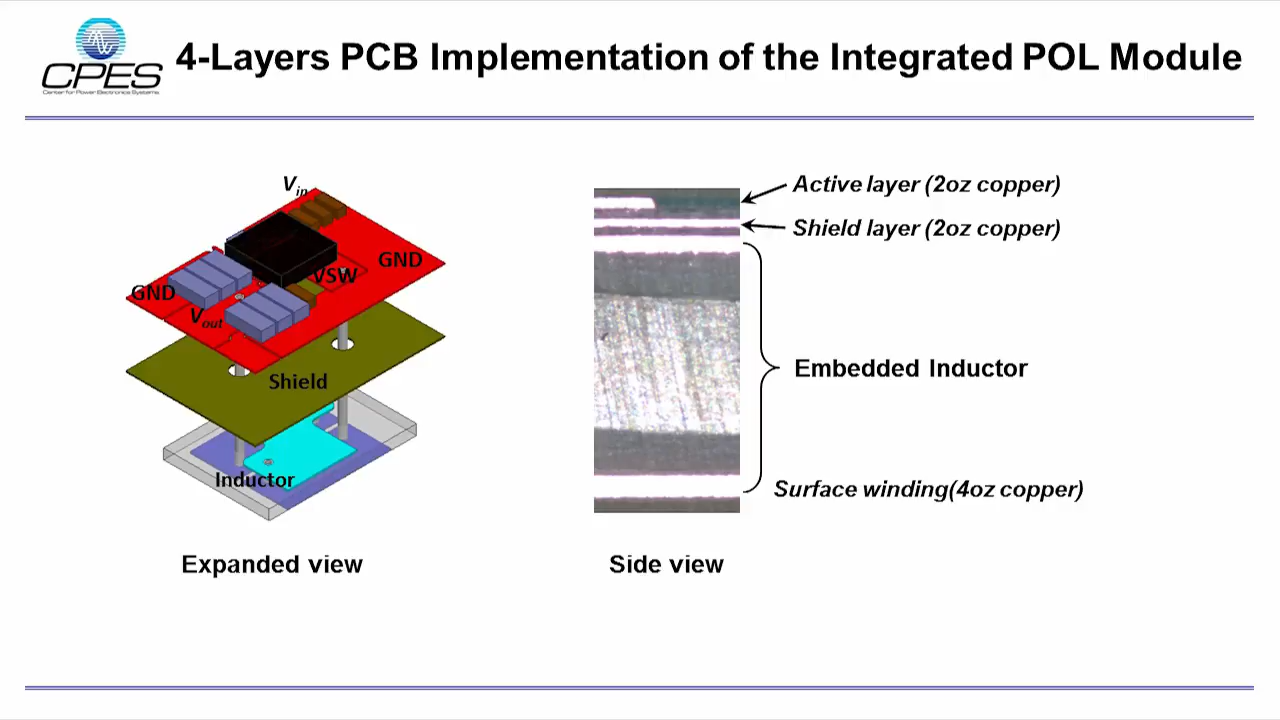 CPES
Center for Power Electronics Systems
4-Layers PCB Implementation of the Integrated POL Module
Vin
GND
VSW
GND
Vout
Shield
Inductor
Expanded view
Active layer (2oz copper)
Shield layer (2oz copper)
Embedded Inductor
Surface winding(4oz copper)
Side view